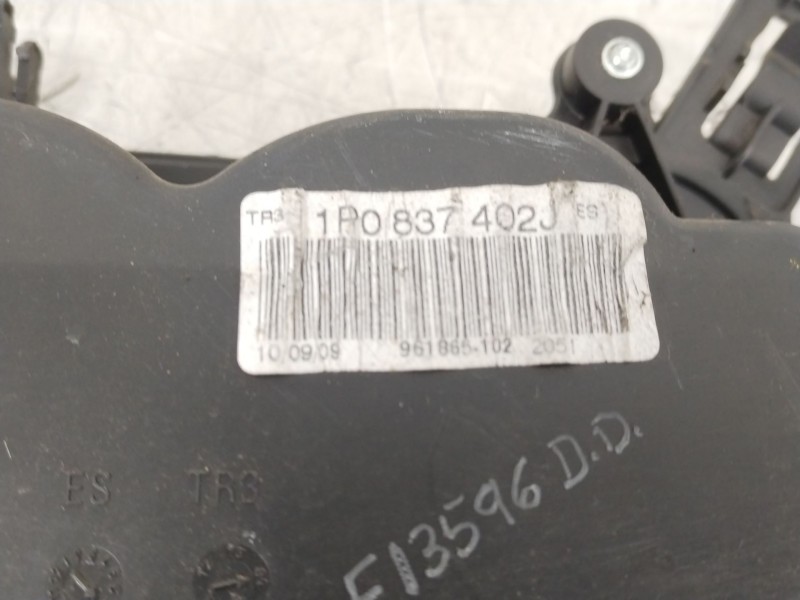 TR3 1P0 837 402J ES
10.09.09 961865-102 2051
ES TR3
E13596 D.D.